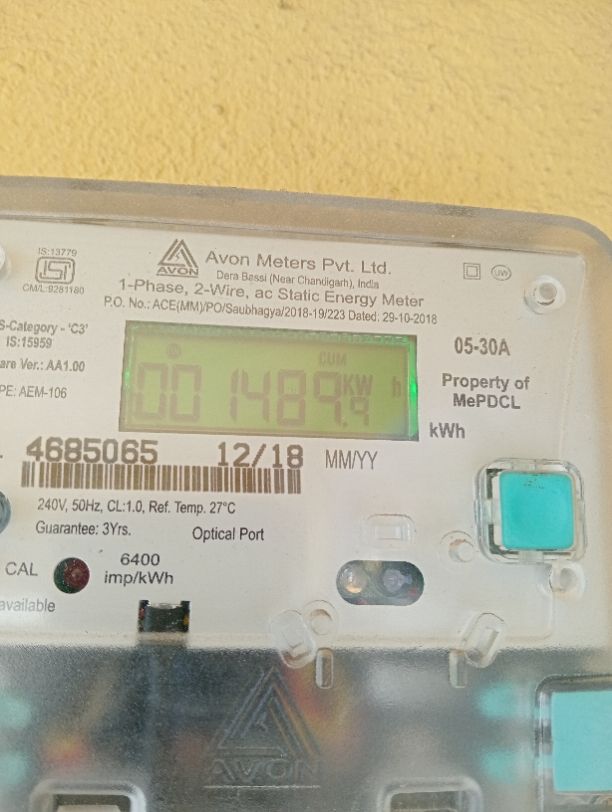 IS:13779
ISI
CM/L:9281180
AVON
Avon Meters Pvt. Ltd.
Dera Bassi (Near Chandigarh), India
1-Phase, 2-Wire, ac Static Energy Meter
P.O. No.: ACE(MM)/PO/Saubhagya/2018-19/223 Dated: 29-10-2018
UW
S-Category - 'C3'
IS:15959
are Ver.: AA1.00
PE: AEM-106
CUM
001489.9 KW h
05-30A
Property of
MePDCL
kWh
4685065 12/18 MM/YY
240V, 50Hz, CL:1.0, Ref. Temp. 27°C
Guarantee: 3Yrs. Optical Port
CAL
6400
imp/kWh
available
AVON